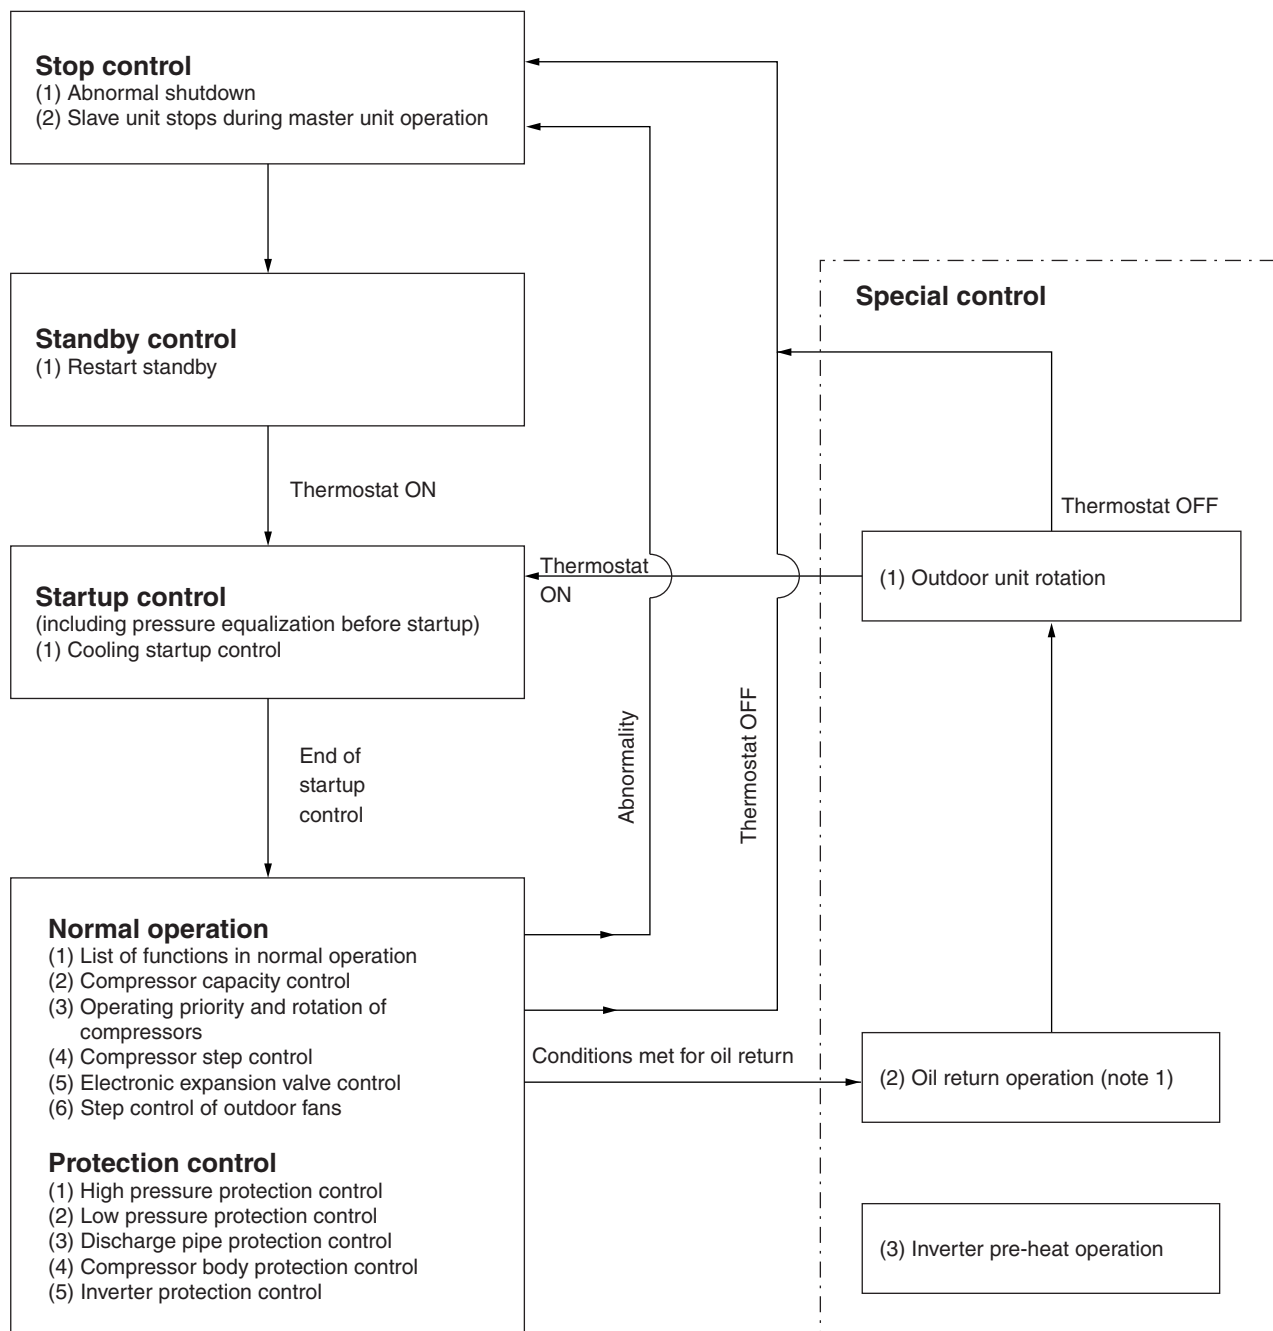 Stop control
(1) Abnormal shutdown
(2) Slave unit stops during master unit operation
Standby control
(1) Restart standby
Thermostat ON
Startup control
(including pressure equalization before startup)
(1) Cooling startup control
End of
startup
control
Normal operation
(1) List of functions in normal operation
(2) Compressor capacity control
(3) Operating priority and rotation of
compressors
(4) Compressor step control
(5) Electronic expansion valve control
(6) Step control of outdoor fans
Protection control
(1) High pressure protection control
(2) Low pressure protection control
(3) Discharge pipe protection control
(4) Compressor body protection control
(5) Inverter protection control
Abnormality
Thermostat OFF
Thermostat
ON
Conditions met for oil return
Special control
Thermostat OFF
(1) Outdoor unit rotation
(2) Oil return operation (note 1)
(3) Inverter pre-heat operation